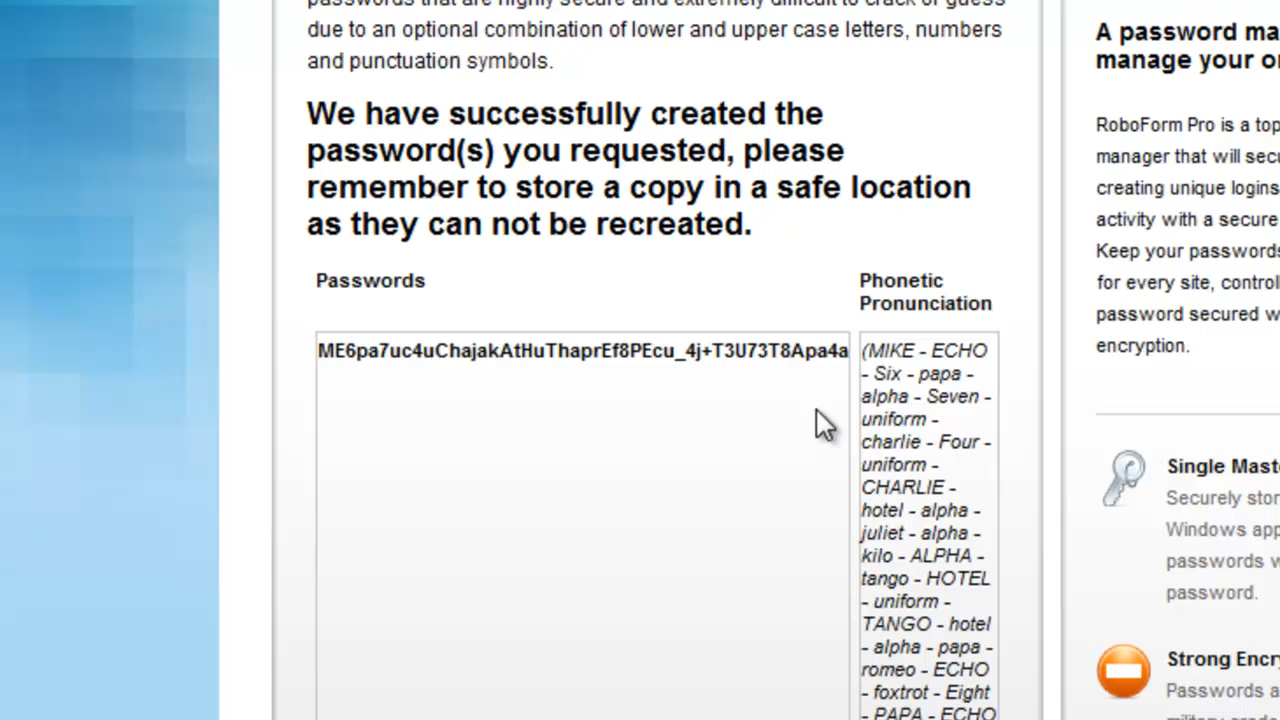 passwords that are highly secure and extremely difficult to crack or guess
due to an optional combination of lower and upper case letters, numbers
and punctuation symbols.
We have successfully created the
password(s) you requested, please
remember to store a copy in a safe location
as they can not be recreated.
Passwords
Phonetic
Pronunciation
ME6pa7uc4uChajakAtHuThaprEf8PEcu_4j+T3U73T8Apa4a
(MIKE - ECHO
- Six - papa -
alpha - Seven -
uniform -
charlie - Four -
uniform -
CHARLIE -
hotel - alpha -
juliet - alpha -
kilo - ALPHA -
tango - HOTEL
- uniform -
TANGO - hotel
- alpha - papa -
romeo - ECHO
- foxtrot - Eight
- PAPA - ECHO
A password ma
manage your o
RoboForm Pro is a top
manager that will sec
creating unique logins
activity with a secure
Keep your passwords
for every site, control
password secured w
encryption.
Single Mast
Securely stor
Windows app
passwords w
password.
Strong Encry
Passwords a